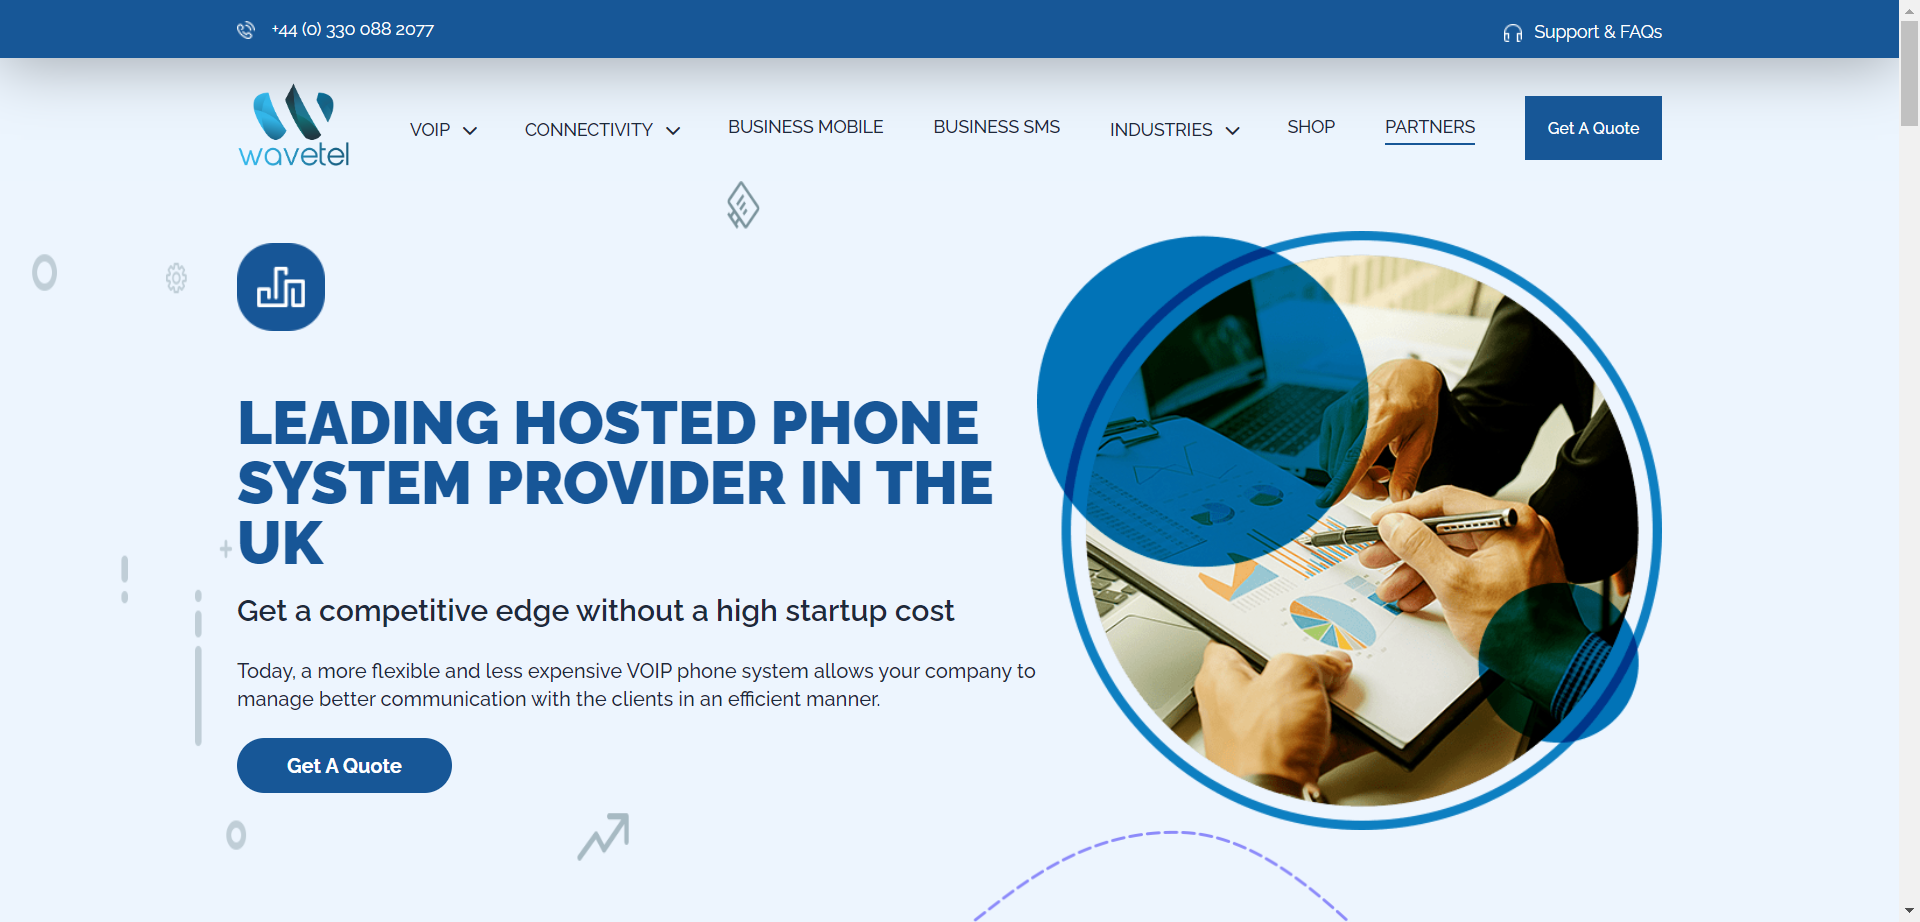 +44 (0) 330 088 2077
Support & FAQs
wavetel
VOIP
CONNECTIVITY
BUSINESS MOBILE
BUSINESS SMS
INDUSTRIES
SHOP
PARTNERS
Get A Quote
LEADING HOSTED PHONE
SYSTEM PROVIDER IN THE
UK
Get a competitive edge without a high startup cost
Today, a more flexible and less expensive VOIP phone system allows your company to
manage better communication with the clients in an efficient manner.
Get A Quote